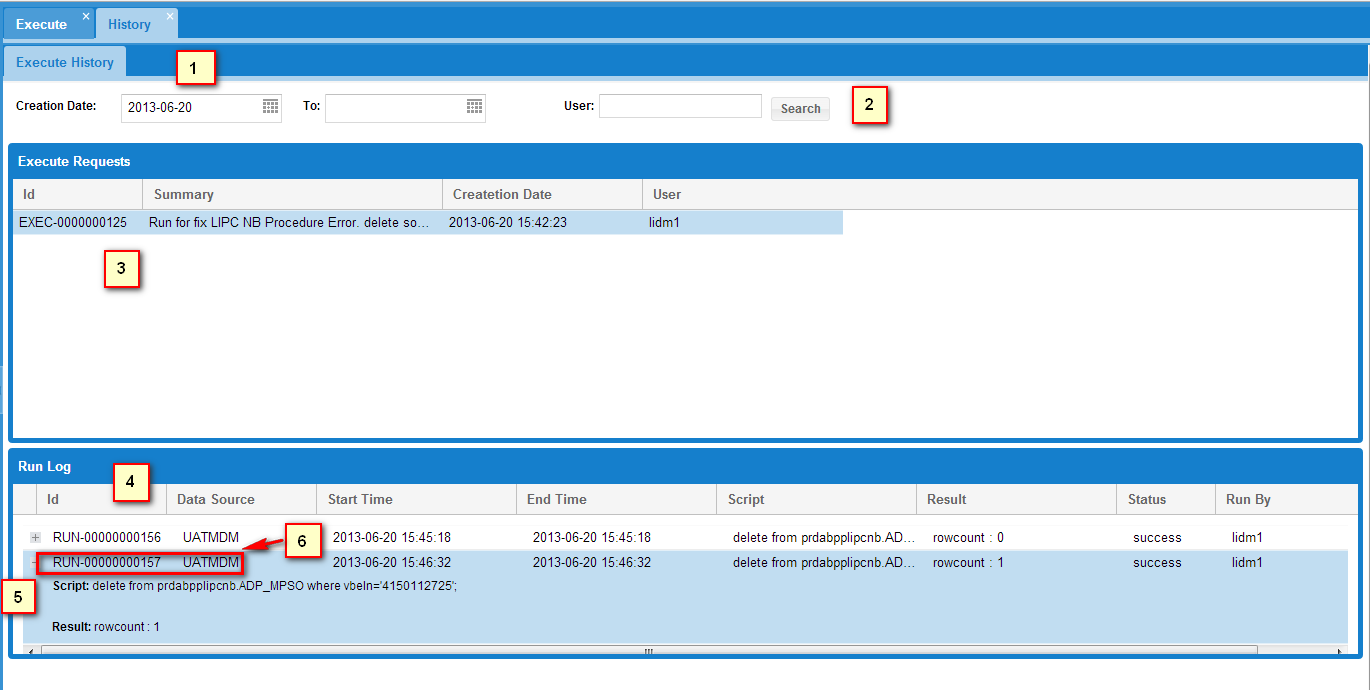 Execute × History ×
Execute History
1
Creation Date: 2013-06-20 To: User: Search
2
Execute Requests
Id Summary Createtion Date User
EXEC-0000000125 Run for fix LIPC NB Procedure Error. delete so... 2013-06-20 15:42:23 lidm1
3
Run Log
4
Id Data Source Start Time End Time Script Result Status Run By
RUN-00000000156 UATMDM 2013-06-20 15:45:18 2013-06-20 15:45:18 delete from prdabpplipcnb.AD... rowcount : 0 success lidm1
6
RUN-00000000157 UATMDM 2013-06-20 15:46:32 2013-06-20 15:46:32 delete from prdabpplipcnb.AD... rowcount : 1 success lidm1
Script: delete from prdabpplipcnb.ADP_MPSO where vbeln='4150112725';
5
Result: rowcount : 1